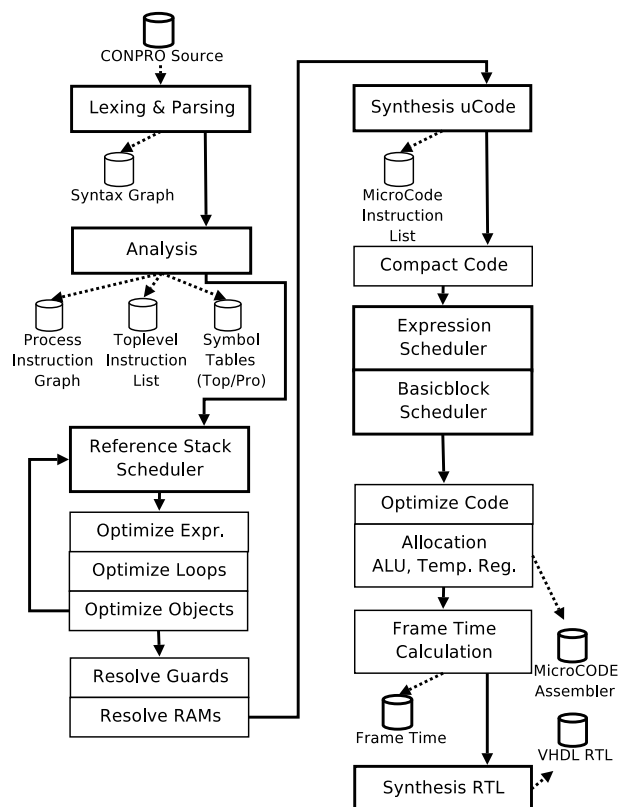 CONPRO Source
Lexing & Parsing
Syntax Graph
Analysis
Process
Instruction
Graph
Toplevel
Instruction
List
Symbol
Tables
(Top/Pro)
Reference Stack
Scheduler
Optimize Expr.
Optimize Loops
Optimize Objects
Resolve Guards
Resolve RAMs
Synthesis uCode
MicroCode
Instruction
List
Compact Code
Expression
Scheduler
Basicblock
Scheduler
Optimize Code
Allocation
ALU, Temp. Reg.
MicroCODE
Assembler
Frame Time
Calculation
Frame Time
VHDL RTL
Synthesis RTL